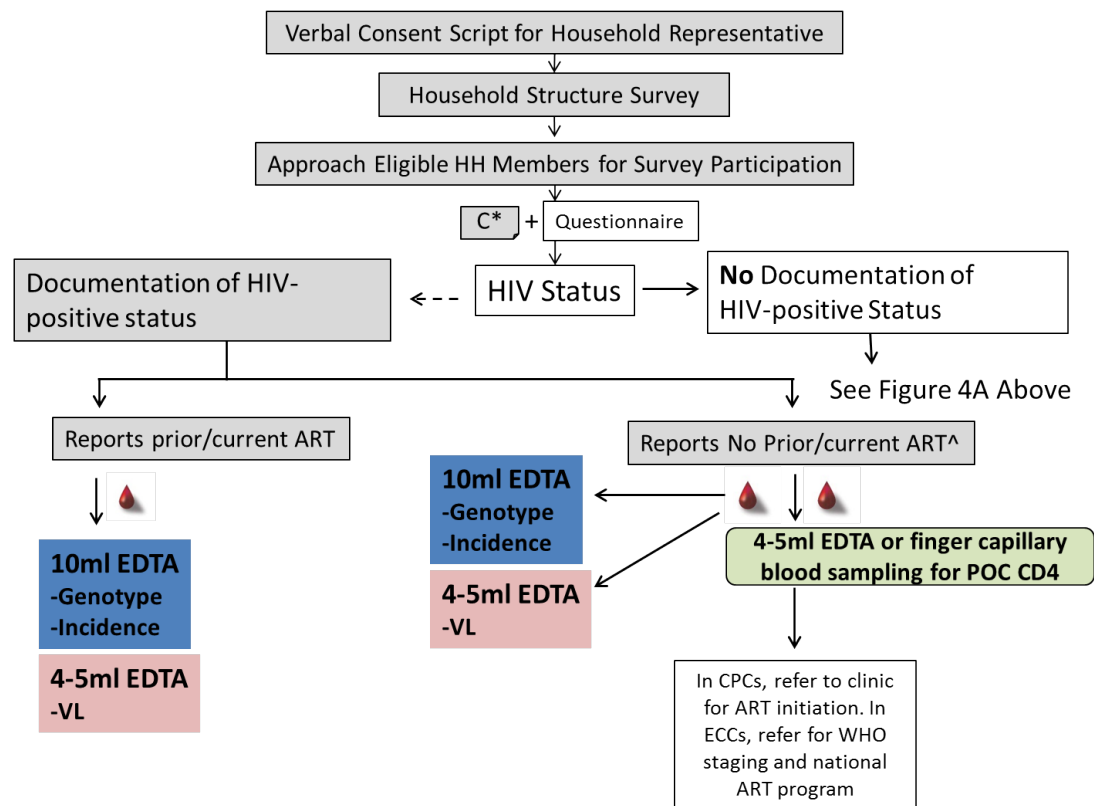 Verbal Consent Script for Household Representative
Household Structure Survey
Approach Eligible HH Members for Survey Participation
C* + Questionnaire
Documentation of HIV-
positive status
HIV Status
No Documentation of
HIV-positive Status
See Figure 4A Above
Reports prior/current ART
Reports No Prior/current ART^
10ml EDTA
-Genotype
-Incidence
4-5ml EDTA
-VL
10ml EDTA
-Genotype
-Incidence
4-5ml EDTA
-VL
4-5ml EDTA or finger capillary
blood sampling for POC CD4
In CPCs, refer to clinic
for ART initiation. In
ECCs, refer for WHO
staging and national
ART program